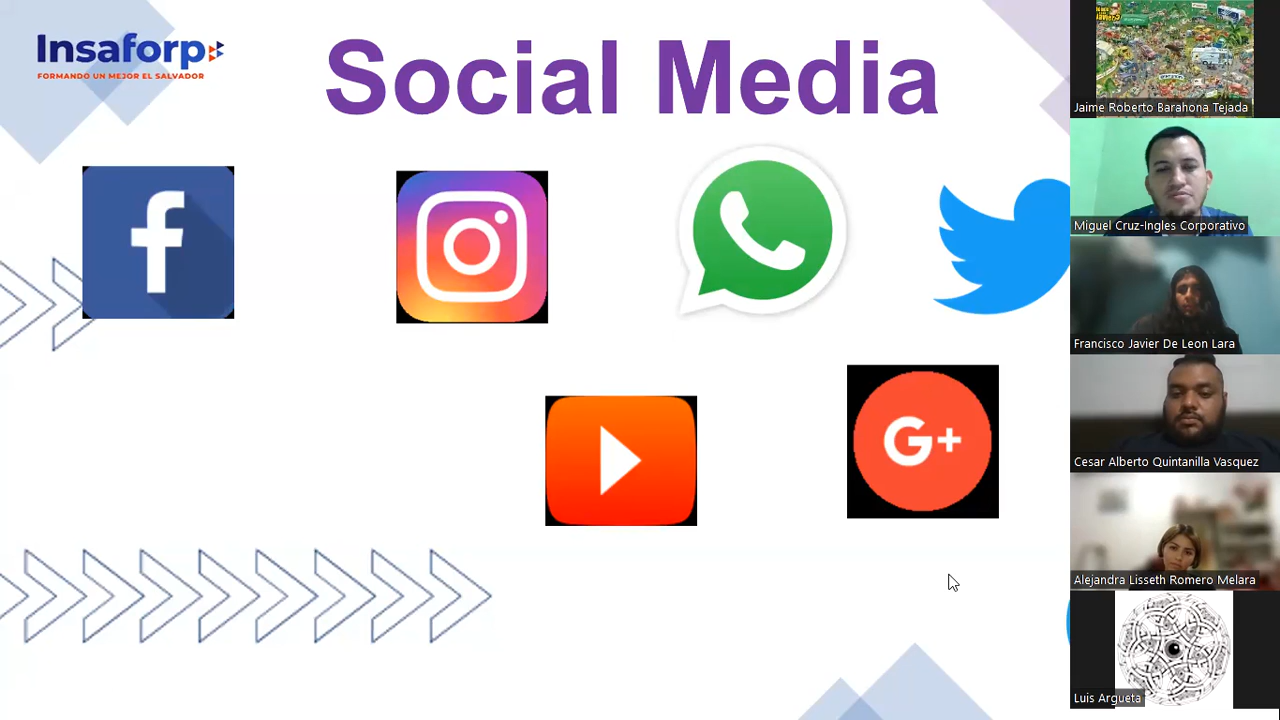 Insaforp
FORMANDO UN MEJOR EL SALVADOR
Social Media
f
G+
Jaime Roberto Barahona Tejada
Miguel Cruz-Ingles Corporativo
Francisco Javier De Leon Lara
Cesar Alberto Quintanilla Vasquez
Alejandra Lisseth Romero Melara
Luis Argueta